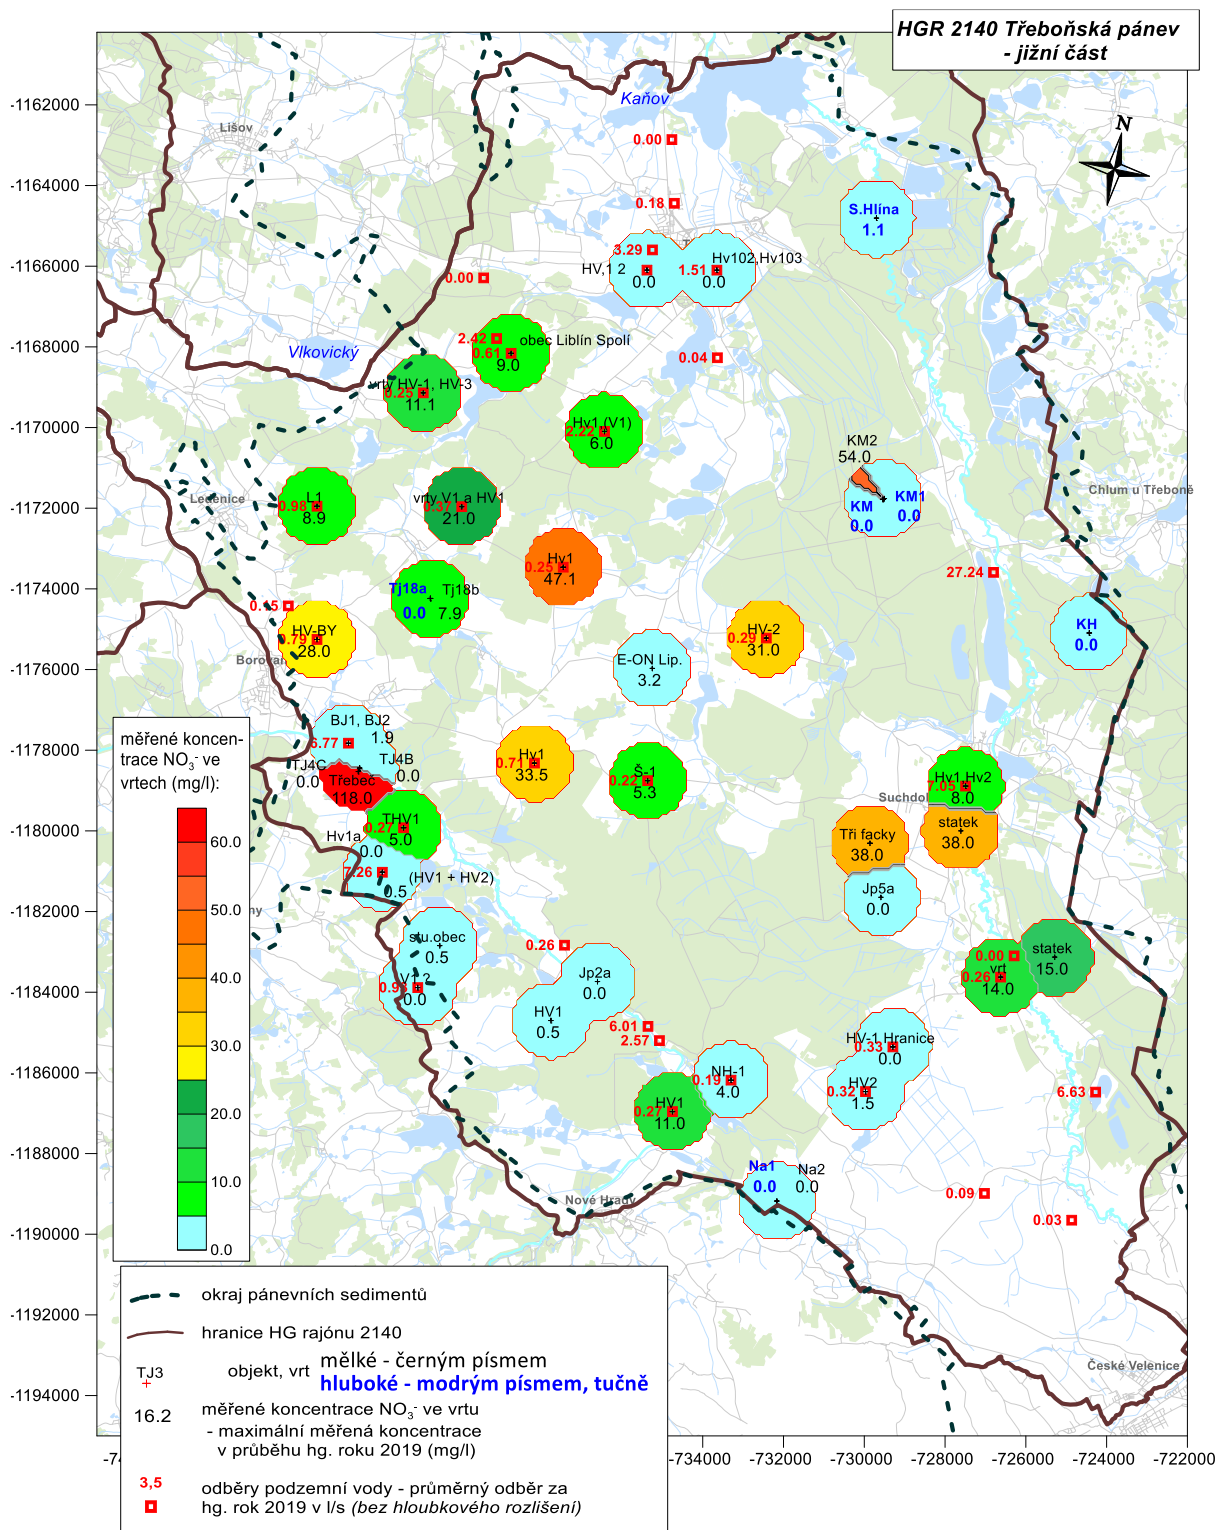 HGR 2140 Třeboňská pánev
- jižní část
N
-1162000
-1164000
-1166000
-1168000
-1170000
-1172000
-1174000
-1176000
-1178000
-1180000
-1182000
-1184000
-1186000
-1188000
-1190000
-1192000
-1194000
Kaňov
Lišov
0.00
0.18
S.Hlína
1.1
3.29
HV,1 2
0.0
Hv102,Hv103
1.51
0.0
0.00
Vlkovický
2.42
obec Liblín Spolí
0.61
9.0
0.04
vrty HV-1, HV-3
0.25
11.1
Hv1 (V1)
2.22
6.0
KM2
54.0
KM1
0.0
KM
0.0
Chlum u Třeboně
Ledenice
L1
0.98
8.9
vrty V1 a HV1
0.37
21.0
Hv1
0.25
47.1
27.24
Tj18a
0.0
Tj18b
7.9
0.15
HV-BY
0.79
28.0
Borovan
HV-2
0.29
31.0
KH
0.0
E-ON Lip.
3.2
BJ1, BJ2
1.9
6.77
TJ4C
0.0
TJ4B
0.0
Třebeč
118.0
Hv1
0.71
33.5
Š-1
0.22
5.3
Hv1,Hv2
7.05
8.0
Suchdol
statek
38.0
Tři facky
38.0
THV1
0.27
5.0
Hv1a
0.0
7.26
(HV1 + HV2)
0.5
Jp5a
0.0
ny
stu.obec
0.5
V1,2
0.0
0.26
Jp2a
0.0
HV1
0.5
statek
15.0
0.00
vrt
0.26
14.0
6.01
2.57
HV-1 Hranice
0.33
0.0
HV2
0.32
1.5
NH-1
0.19
4.0
HV1
0.27
11.0
6.63
Na1
0.0
Na2
0.0
0.09
0.03
Nové Hrady
České Velenice
měřené koncen-
trace NO3- ve
vrtech (mg/l):
60.0
50.0
40.0
30.0
20.0
10.0
0.0
okraj pánevních sedimentů
hranice HG rajónu 2140
TJ3
objekt, vrt mělké - černým písmem
hluboké - modrým písmem, tučně
16.2
měřené koncentrace NO3- ve vrtu
- maximální měřená koncentrace
v průběhu hg. roku 2019 (mg/l)
3,5
odběry podzemní vody - průměrný odběr za
hg. rok 2019 v l/s (bez hloubkového rozlišení)
-734000
-732000
-730000
-728000
-726000
-724000
-722000